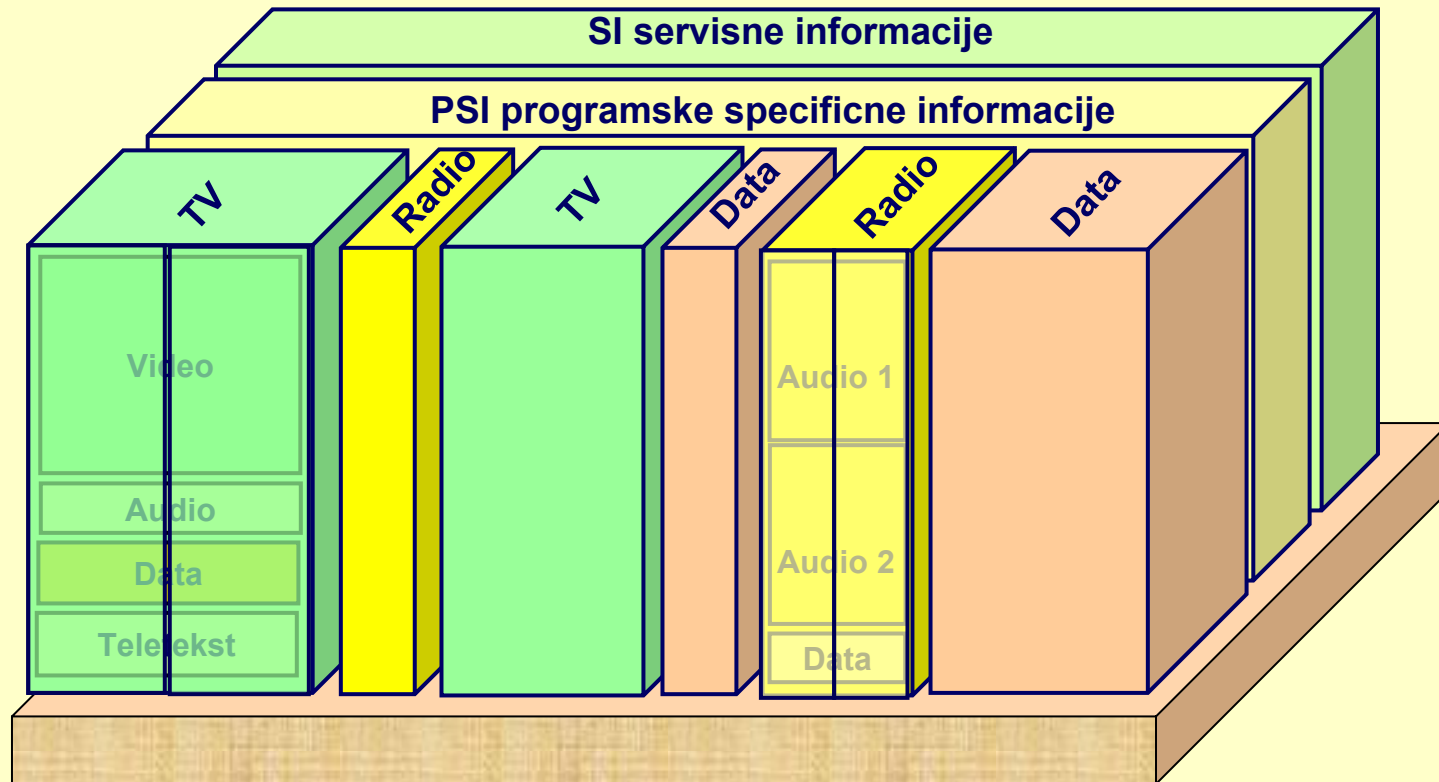 SI servisne informacije
PSI programske specificne informacije
TV
Radio
TV
Data
Radio
Data
Video
Audio
Data
Teletekst
Audio 1
Audio 2
Data